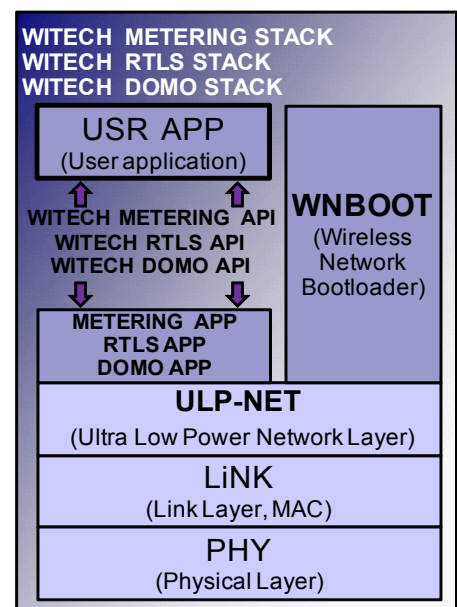 WITECH METERING STACK
WITECH RTLS STACK
WITECH DOMO STACK
USR APP
(User application)
WITECH METERING API
WITECH RTLS API
WITECH DOMO API
WNBOOT
(Wireless
Network
Bootloader)
METERING APP
RTLS APP
DOMO APP
ULP-NET
(Ultra Low Power Network Layer)
LiNK
(Link Layer, MAC)
PHY
(Physical Layer)